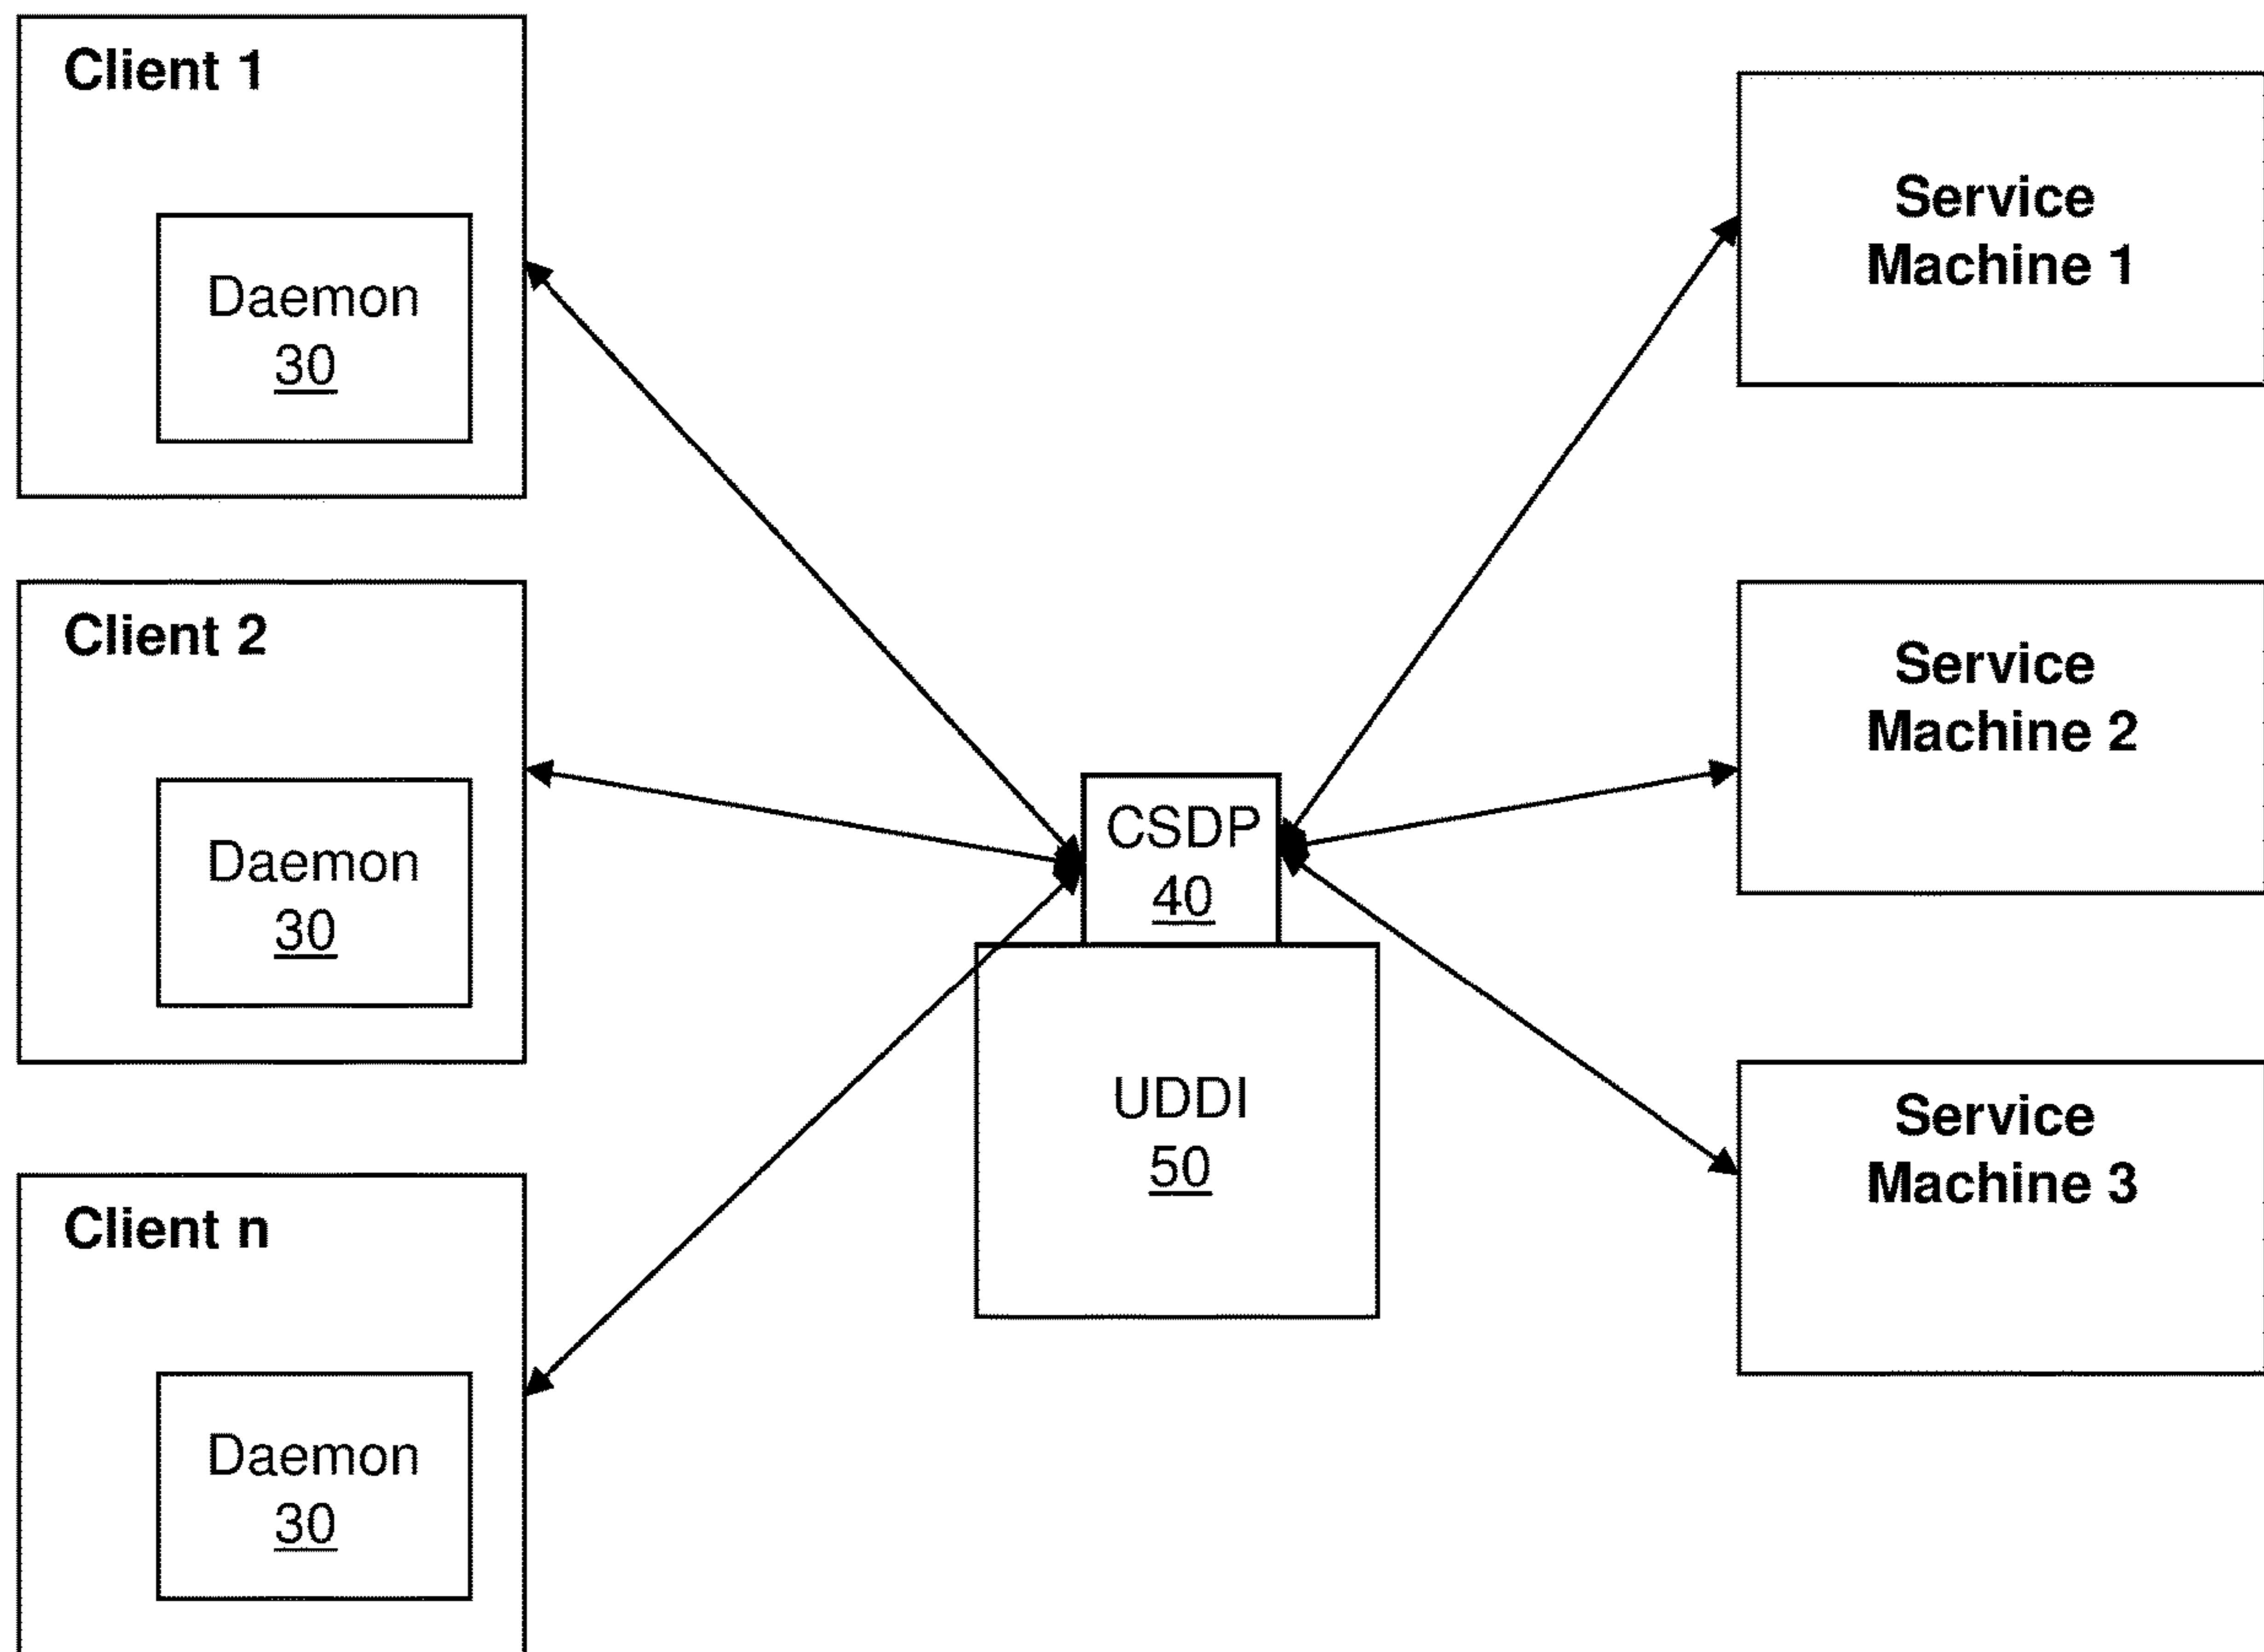 Client 1
Daemon
30
Client 2
Daemon
30
Client n
Daemon
30
CSDP
40
UDDI
50
Service
Machine 1
Service
Machine 2
Service
Machine 3